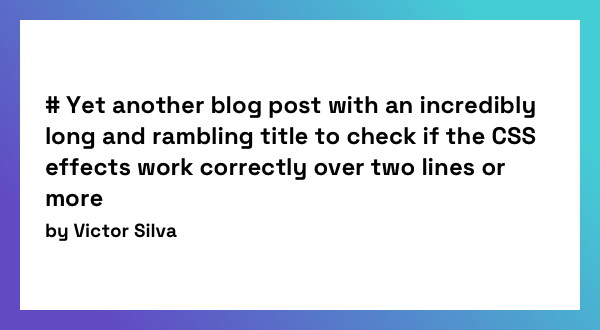 # Yet another blog post with an incredibly
long and rambling title to check if the CSS
effects work correctly over two lines or
more
by Victor Silva